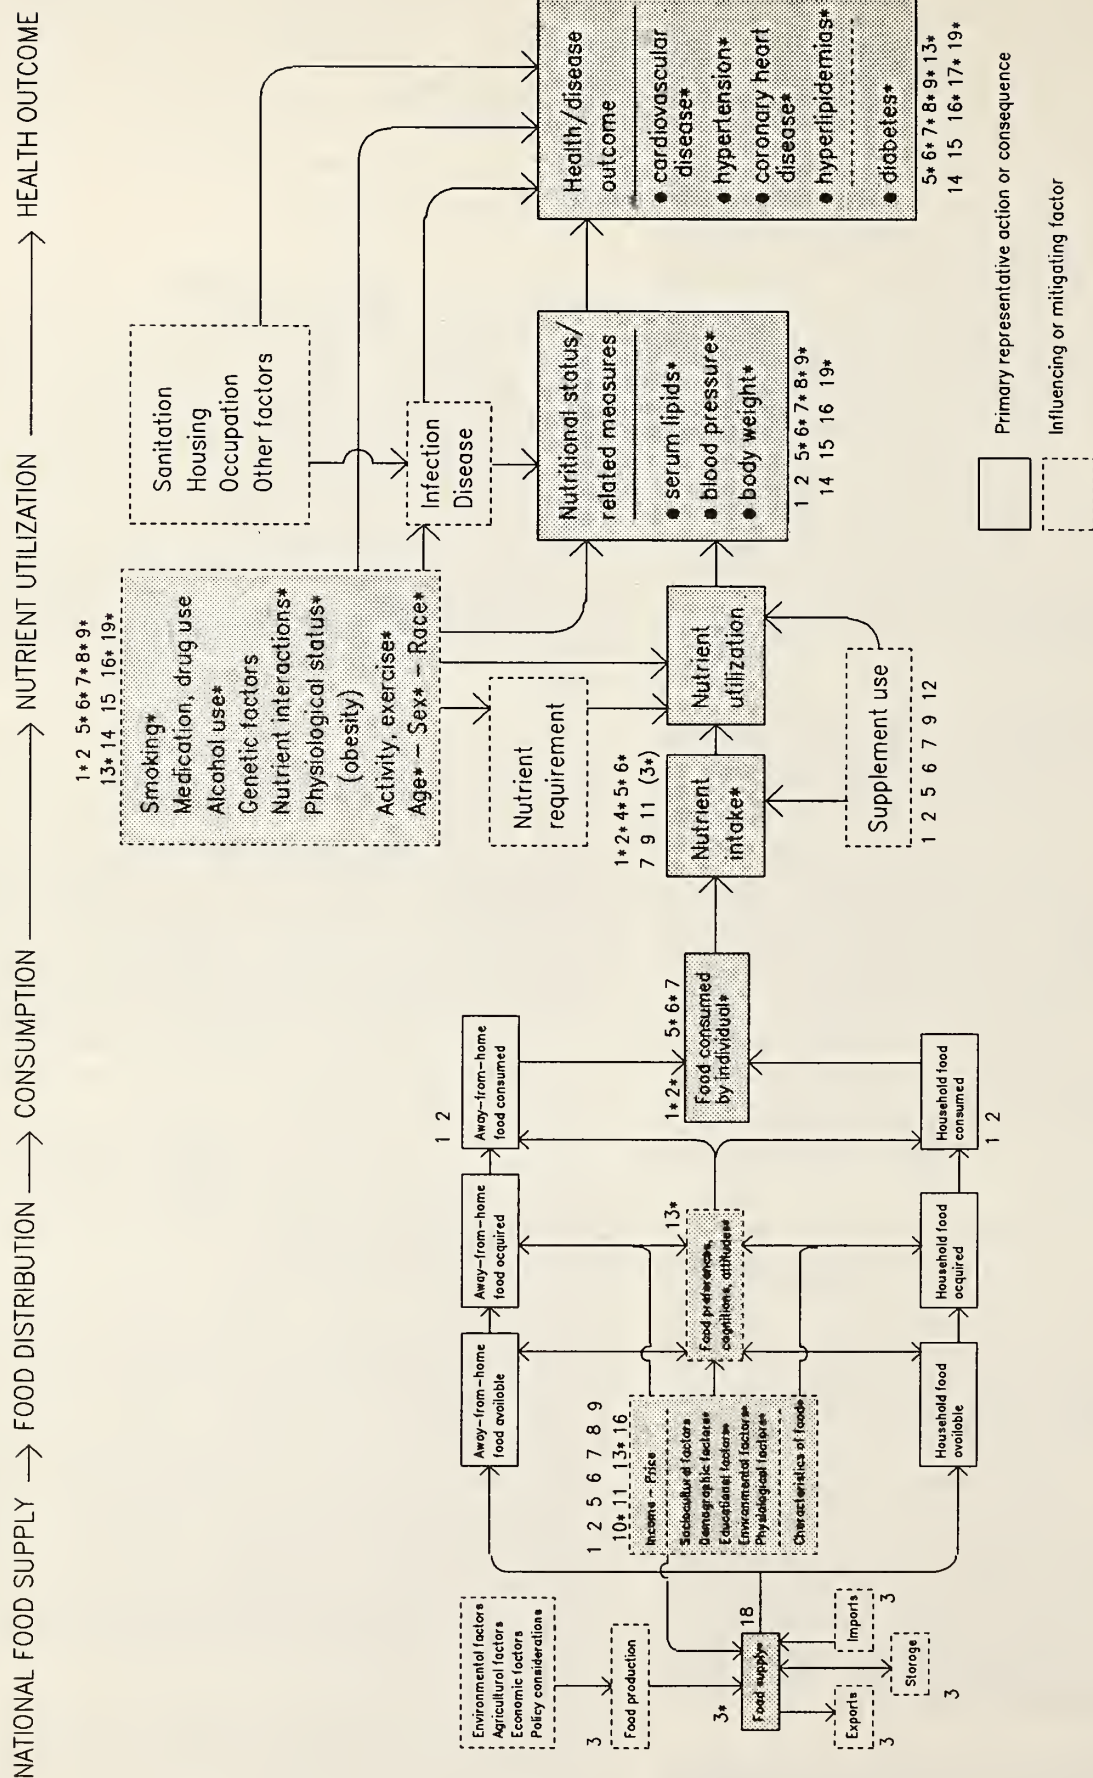 NATIONAL FOOD SUPPLY → FOOD DISTRIBUTION → CONSUMPTION → NUTRIENT UTILIZATION → HEALTH OUTCOME
Environmental factors
Agricultural factors
Economic factors
Policy considerations
3
Food production
3*
18
Food supply*
Exports
3
Storage
3
Imports
3
1 2 5 6 7 8 9
10* 11 13* 16
Income – Price
Sociocultural factors
Demographic factors*
Educational factors*
Environmental factors*
Physiological factors*
Characteristics of food*
Away-from-home
food available
Away-from-home
food acquired
1 2
Away-from-home
food consumed
13*
Food preferences,
cognitions, attitudes*
Household food
available
Household food
acquired
Household food
consumed
1 2
1* 2* 5* 6* 7
Food consumed
by individual*
1* 2 5* 6* 7* 8* 9*
13* 14 15 16* 19*
Smoking*
Medication, drug use
Alcohol use*
Genetic factors
Nutrient interactions*
Physiological status*
(obesity)
Activity, exercise*
Age* – Sex* – Race*
Nutrient
requirement
1* 2* 4* 5* 6*
7 9 11 (3*)
Nutrient
intake*
Nutrient
utilization
Supplement use
1 2 5 6 7 9 12
Sanitation
Housing
Occupation
Other factors
Infection
Disease
Nutritional status/
related measures
● serum lipids*
● blood pressure*
● body weight*
1 2 5* 6* 7* 8* 9*
14 15 16 19*
Health/disease
outcome
● cardiovascular
disease*
● hypertension*
● coronary heart
disease*
● hyperlipidemias*
● diabetes*
5* 6* 7* 8* 9* 13*
14 15 16* 17* 19*
Primary representative action or consequence
Influencing or mitigating factor